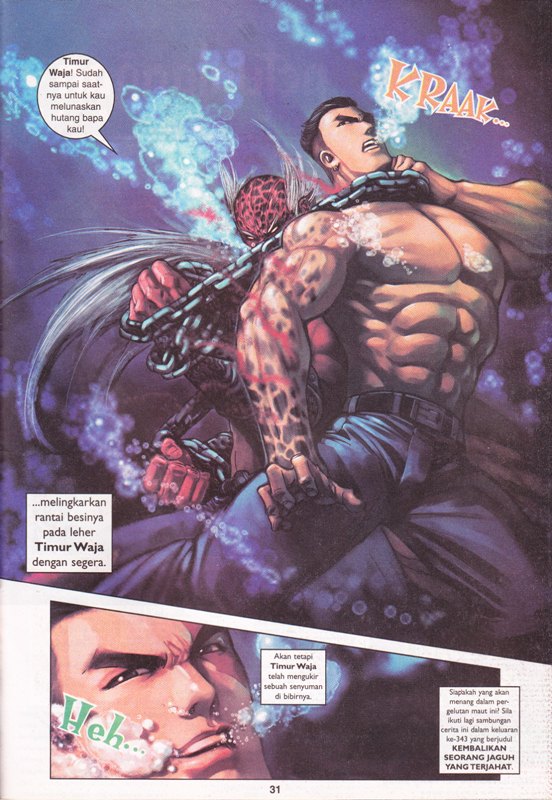 Timur
Waja! Sudah
sampai saat-
nya untuk kau
melunaskan
hutang bapa
kau!
KRAAK...
...melingkarkan
rantai besinya
pada leher
Timur Waja
dengan segera.
Heh...
Akan tetapi
Timur Waja
telah mengukir
sebuah senyuman
di bibirnya.
Siapakah yang akan
menang dalam per-
gelutan maut ini? Sila
ikuti lagi sambungan
cerita ini dalam keluaran
ke-343 yang berjudul
KEMBALIKAN
SEORANG JAGUH
YANG TERJAHAT.
31